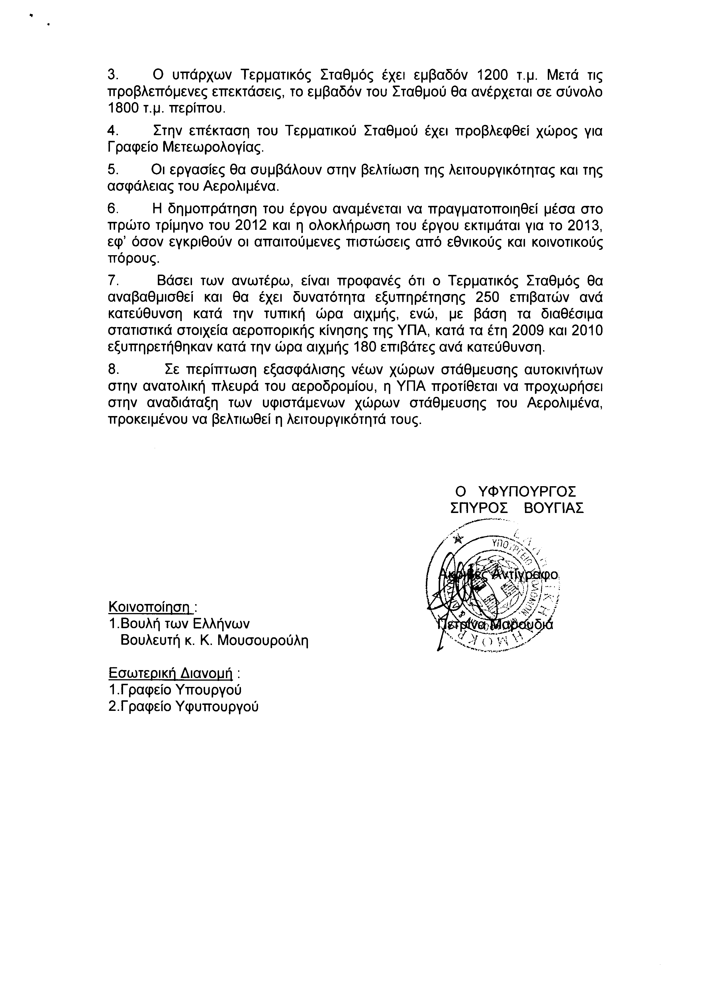 3. Ο υπάρχων Τερματικός Σταθμός έχει εμβαδόν 1200 τ.μ. Μετά τις
προβλεπόμενες επεκτάσεις, το εμβαδόν του Σταθμού θα ανέρχεται σε σύνολο
1800 τ.μ. περίπου.
4. Στην επέκταση του Τερματικού Σταθμού έχει προβλεφθεί χώρος για
Γραφείο Μετεωρολογίας.
5. Οι εργασίες θα συμβάλουν στην βελτίωση της λειτουργικότητας και της
ασφάλειας του Αερολιμένα.
6. Η δημοπράτηση του έργου αναμένεται να πραγματοποιηθεί μέσα στο
πρώτο τρίμηνο του 2012 και η ολοκλήρωση του έργου εκτιμάται για το 2013,
εφ’ όσον εγκριθούν οι απαιτούμενες πιστώσεις από εθνικούς και κοινοτικούς
πόρους.
7. Βάσει των ανωτέρω, είναι προφανές ότι ο Τερματικός Σταθμός θα
αναβαθμισθεί και θα έχει δυνατότητα εξυπηρέτησης 250 επιβατών ανά
κατεύθυνση κατά την τυπική ώρα αιχμής, ενώ, με βάση τα διαθέσιμα
στατιστικά στοιχεία αεροπορικής κίνησης της ΥΠΑ, κατά τα έτη 2009 και 2010
εξυπηρετήθηκαν κατά την ώρα αιχμής 180 επιβάτες ανά κατεύθυνση.
8. Σε περίπτωση εξασφάλισης νέων χώρων στάθμευσης αυτοκινήτων
στην ανατολική πλευρά του αεροδρομίου, η ΥΠΑ προτίθεται να προχωρήσει
στην αναδιάταξη των υφιστάμενων χώρων στάθμευσης του Αερολιμένα,
προκειμένου να βελτιωθεί η λειτουργικότητά τους.
Ο ΥΦΥΠΟΥΡΓΟΣ
ΣΠΥΡΟΣ ΒΟΥΓΙΑΣ
Ακριβές Αντίγραφο
Πετρίνα Μαρουδιά
Κοινοποίηση :
1.Βουλή των Ελλήνων
Βουλευτή κ. Κ. Μουσουρούλη
Εσωτερική Διανομή :
1.Γραφείο Υπουργού
2.Γραφείο Υφυπουργού